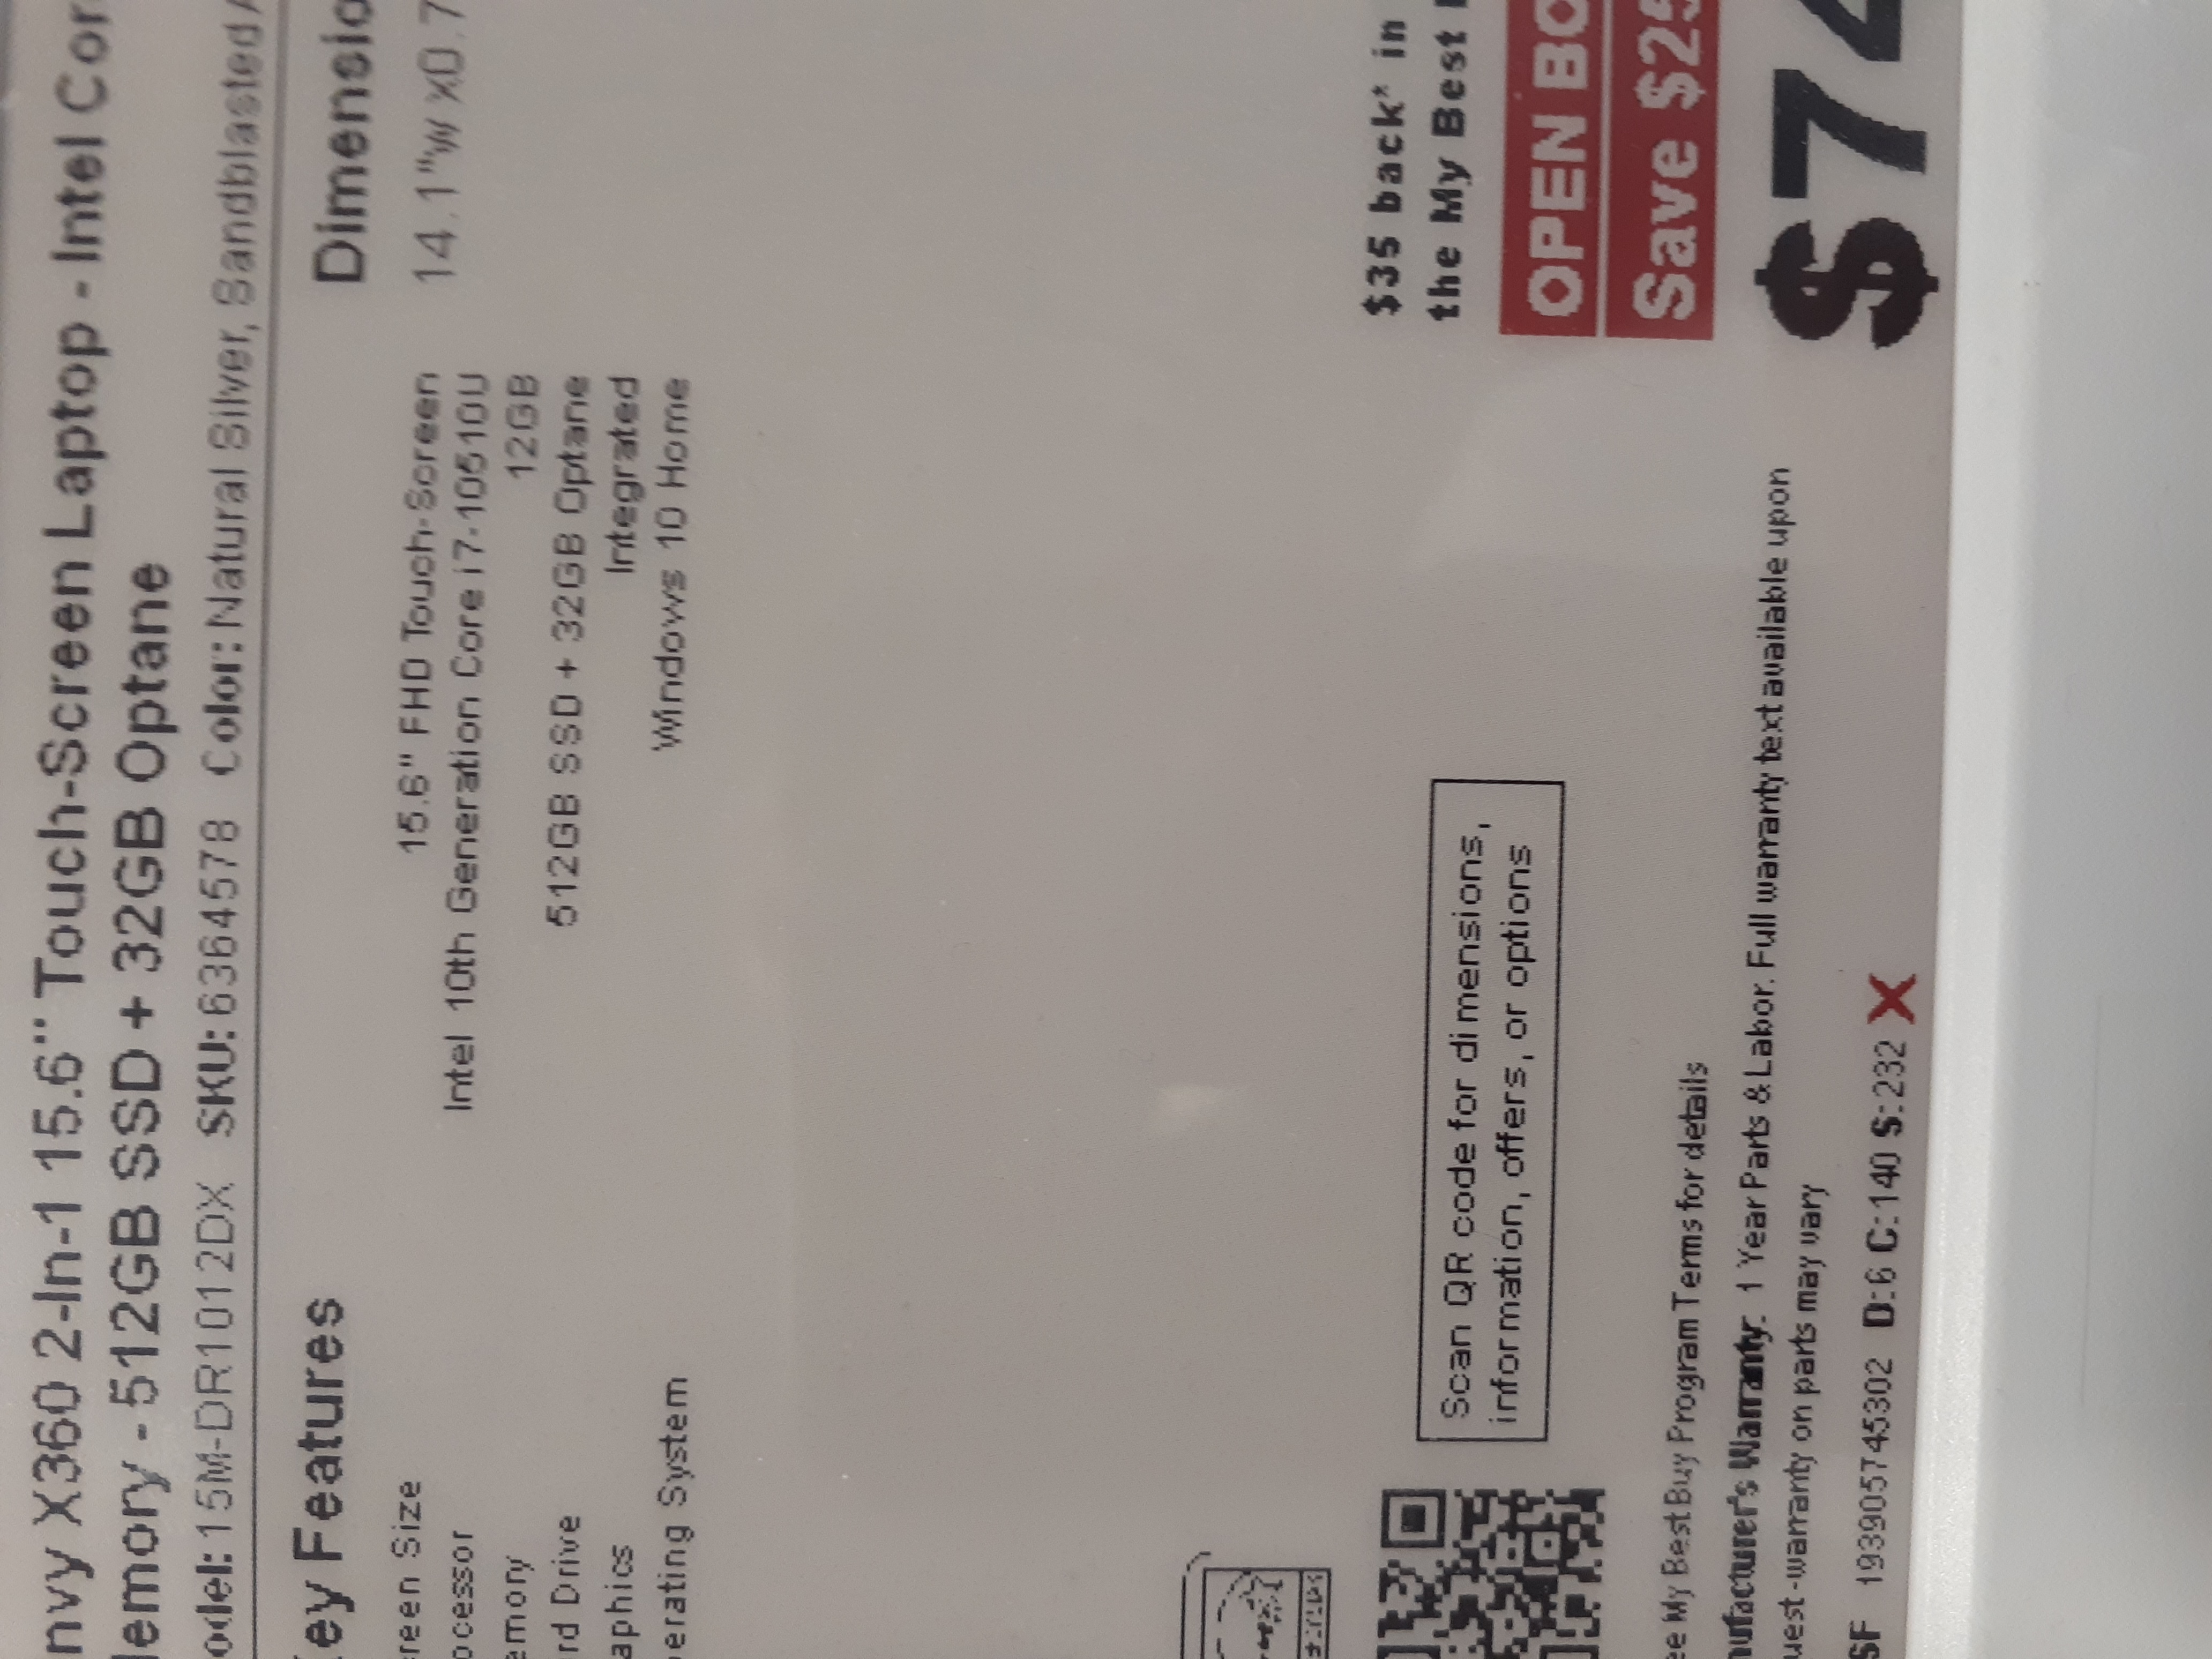 nvy X360 2-In-1 15.6" Touch-Screen Laptop - Intel Cor
emory - 512GB SSD + 32GB Optane
odel: 15M-DR1012DX SKU: 6364578 Color: Natural Silver, Sandblasted A
ey Features
Dimensio
reen Size 15.6" FHD Touch-Screen
14.1"w x0.7
ocessor Intel 10th Generation Core i7-10510U
emory 12GB
rd Drive 512GB SSD + 32GB Optane
aphics Integrated
erating System Windows 10 Home
$35 back* in
the My Best
Scan QR code for dimensions,
information, offers, or options
OPEN BO
Save $25
ee My Best Buy Program Terms for details
nufacturer's Warranty: 1 Year Parts & Labor. Full warranty text available upon
uest-warranty on parts may vary
$74
SF 193905745302 D:6 C:140 S:232 X